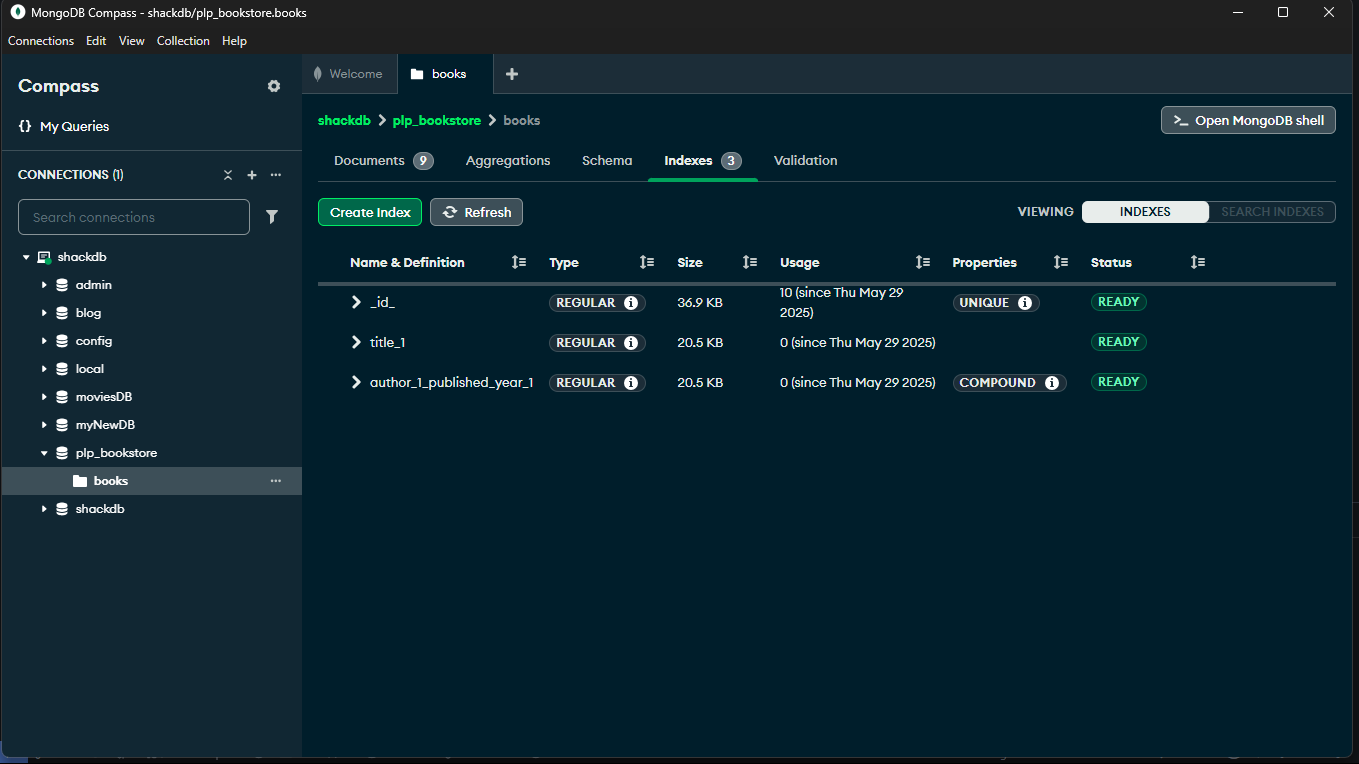 MongoDB Compass - shackdb/plp_bookstore.books
Connections Edit View Collection Help
Compass
{} My Queries
CONNECTIONS (1)
Search connections
shackdb
admin
blog
config
local
moviesDB
myNewDB
plp_bookstore
books
shackdb
Welcome
books
shackdb > plp_bookstore > books
>_ Open MongoDB shell
Documents 9 Aggregations Schema Indexes 3 Validation
Create Index Refresh
VIEWING INDEXES SEARCH INDEXES
Name & Definition Type Size Usage Properties Status
_id_ REGULAR 36.9 KB 10 (since Thu May 29
2025) UNIQUE READY
title_1 REGULAR 20.5 KB 0 (since Thu May 29 2025) READY
author_1_published_year_1 REGULAR 20.5 KB 0 (since Thu May 29 2025) COMPOUND READY